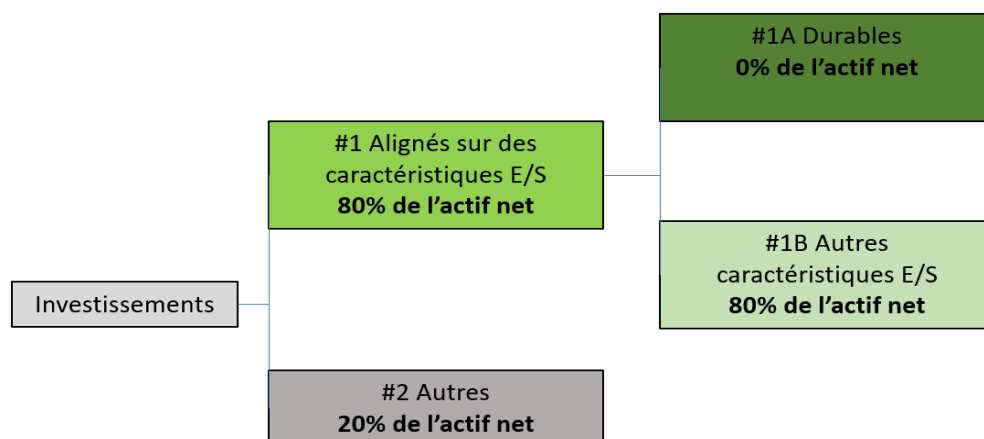 #1A Durables
0% de l’actif net
#1 Alignés sur des
caractéristiques E/S
80% de l’actif net
#1B Autres
caractéristiques E/S
80% de l’actif net
Investissements
#2 Autres
20% de l’actif net